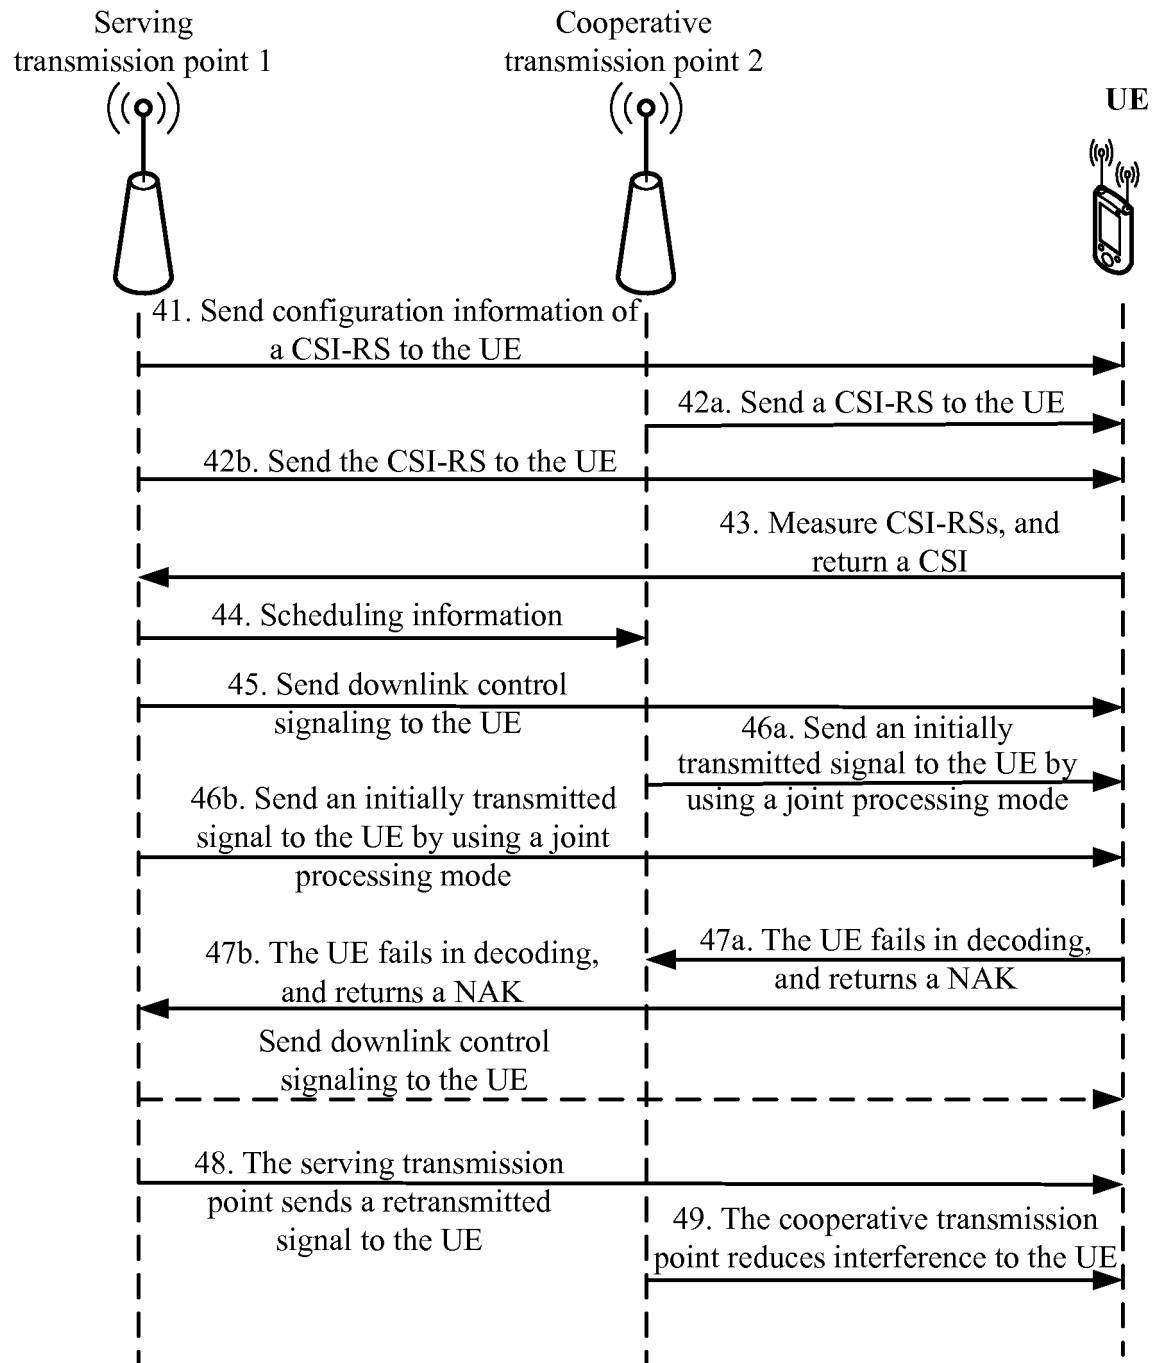 Serving
transmission point 1
Cooperative
transmission point 2
UE
41. Send configuration information of
a CSI-RS to the UE
42a. Send a CSI-RS to the UE
42b. Send the CSI-RS to the UE
43. Measure CSI-RSs, and
return a CSI
44. Scheduling information
45. Send downlink control
signaling to the UE
46a. Send an initially
transmitted signal to the UE by
using a joint processing mode
46b. Send an initially transmitted
signal to the UE by using a joint
processing mode
47a. The UE fails in decoding,
and returns a NAK
47b. The UE fails in decoding,
and returns a NAK
Send downlink control
signaling to the UE
48. The serving transmission
point sends a retransmitted
signal to the UE
49. The cooperative transmission
point reduces interference to the UE